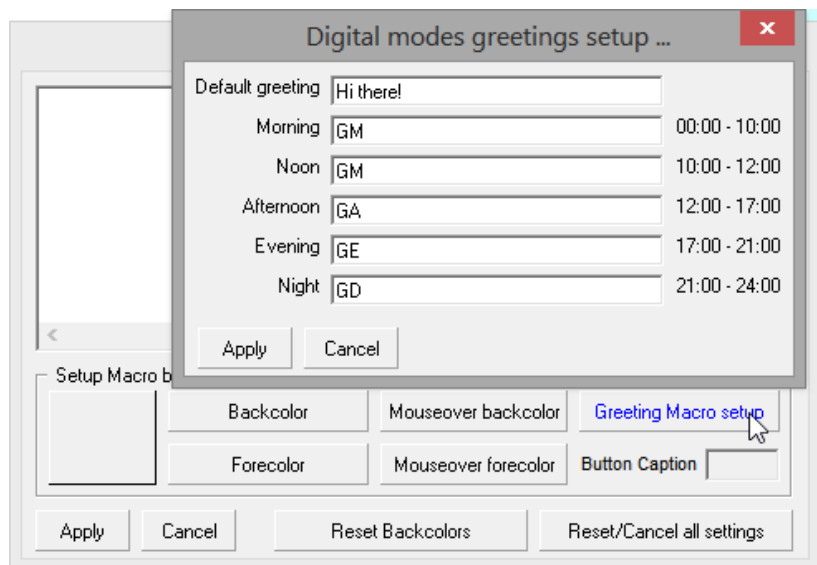 Digital modes greetings setup ...
x
Default greeting Hi there!
Morning GM 00:00 - 10:00
Noon GM 10:00 - 12:00
Afternoon GA 12:00 - 17:00
Evening GE 17:00 - 21:00
Night GD 21:00 - 24:00
Apply Cancel
Setup Macro b
Backcolor Mouseover backcolor Greeting Macro setup
Forecolor Mouseover forecolor Button Caption
Apply Cancel Reset Backcolors Reset/Cancel all settings